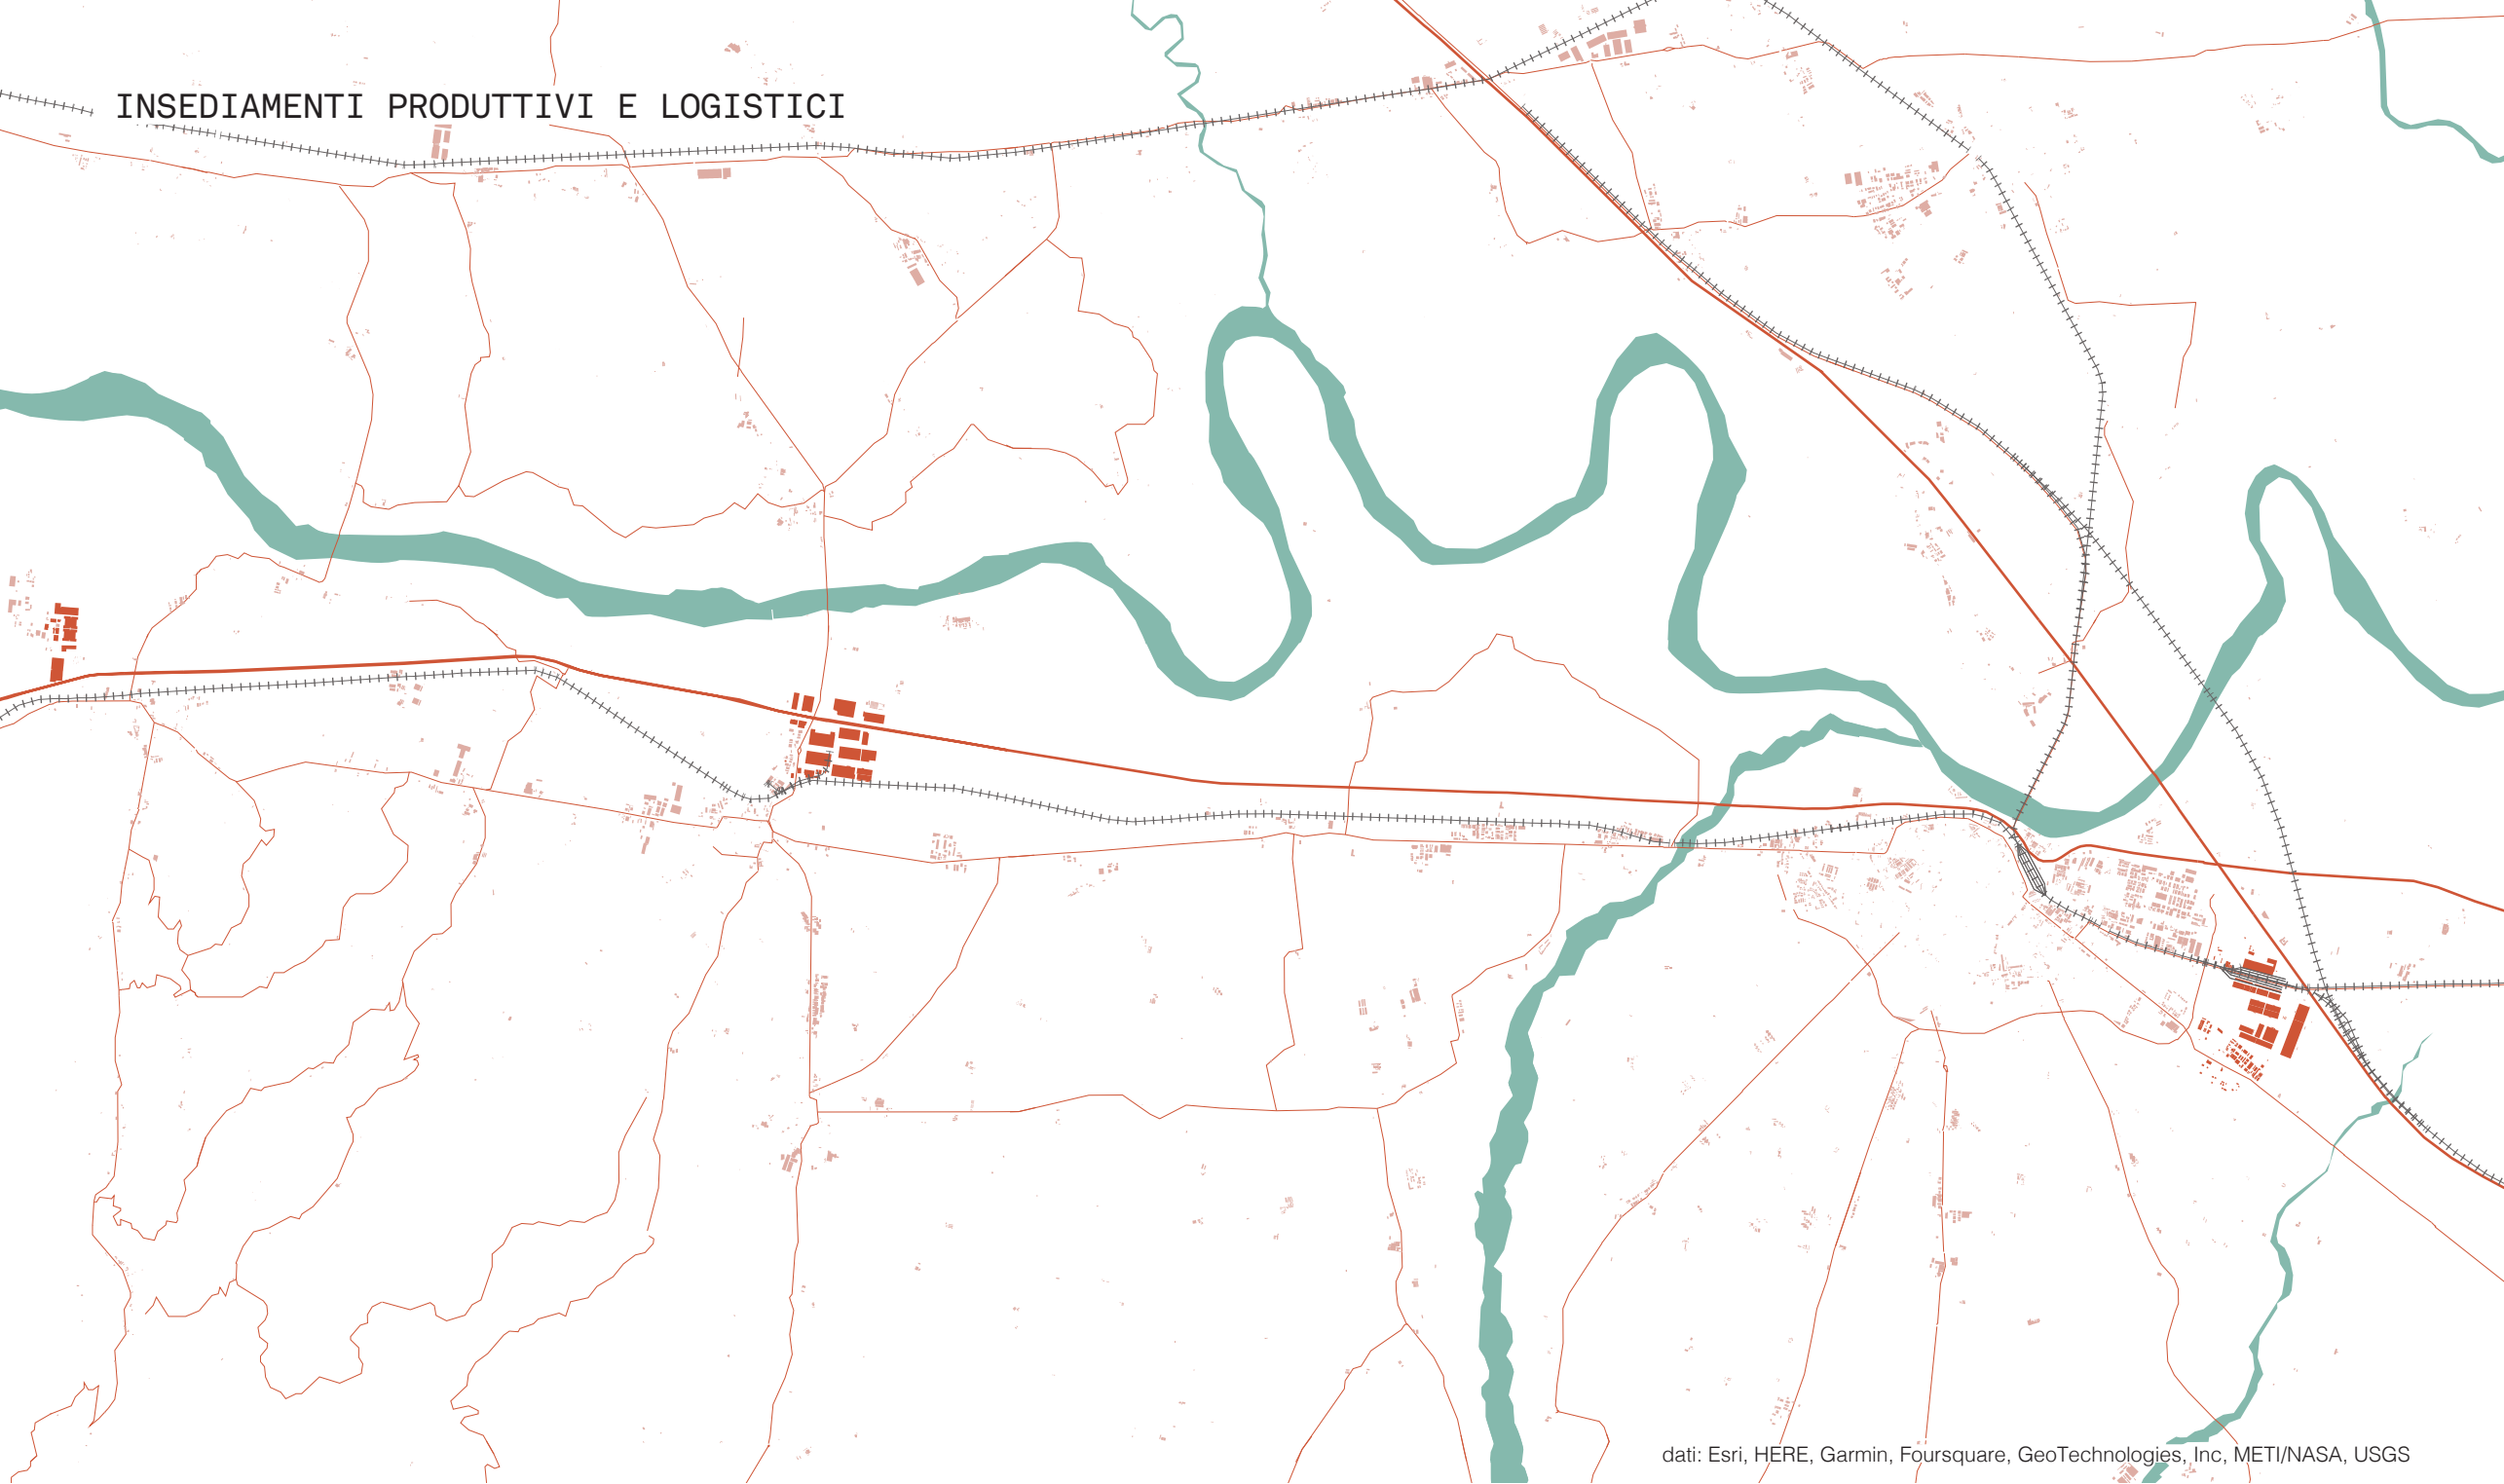 INSEDIAMENTI PRODUTTIVI E LOGISTICI
dati: Esri, HERE, Garmin, Foursquare, GeoTechnologies, Inc, METI/NASA, USGS